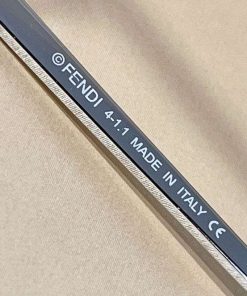 ©FENDI 4-1.1 MADE IN ITALY CE